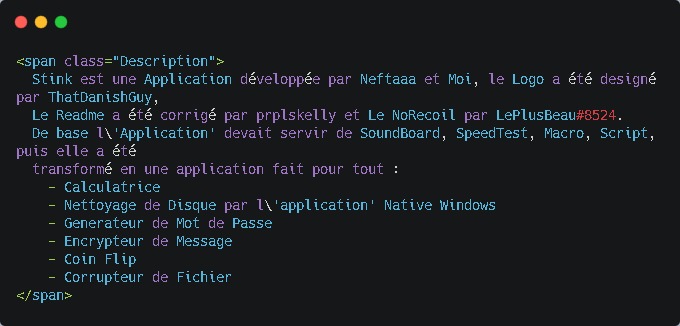 <span class="Description">
Stink est une Application développée par Neftaaa et Moi, le Logo a été designé
par ThatDanishGuy,
Le Readme a été corrigé par prplskelly et Le NoRecoil par LePlusBeau#8524.
De base l\'Application' devait servir de SoundBoard, SpeedTest, Macro, Script,
puis elle a été
transformé en une application fait pour tout :
- Calculatrice
- Nettoyage de Disque par l\'application' Native Windows
- Generateur de Mot de Passe
- Encrypteur de Message
- Coin Flip
- Corrupteur de Fichier
</span>